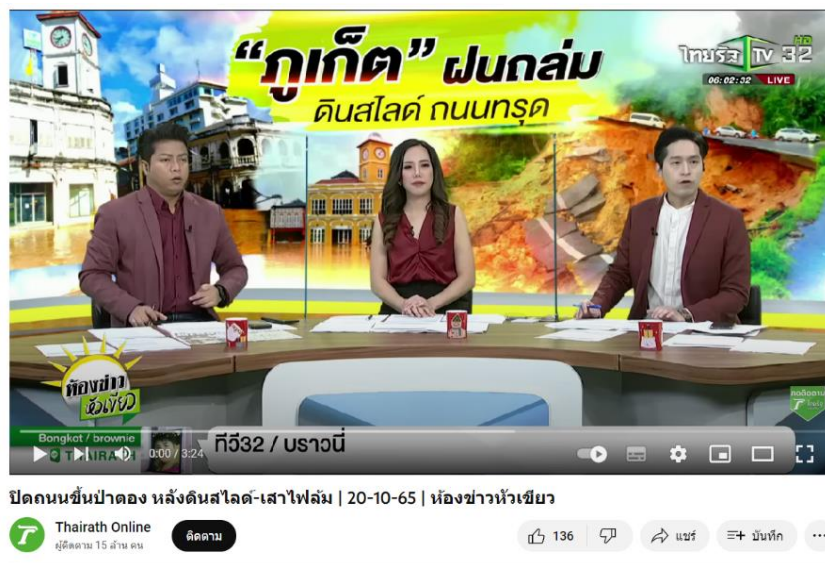 “ภูเก็ต” ฝนถล่ม
ดินสไลด์ ถนนทรุด
ไทยรัฐ TV 32 HD
06:02:32 LIVE
ห้องข่าว
หัวเขียว
Bongkot / brownie
THAIRATH
ทีวี32 / บราวนี่
0:00 / 3:24
ปิดถนนขึ้นป่าตอง หลังดินสไลด์-เสาไฟล้ม | 20-10-65 | ห้องข่าวหัวเขียว
Thairath Online
ผู้ติดตาม 15 ล้าน คน
ติดตาม
136
แชร์
บันทึก